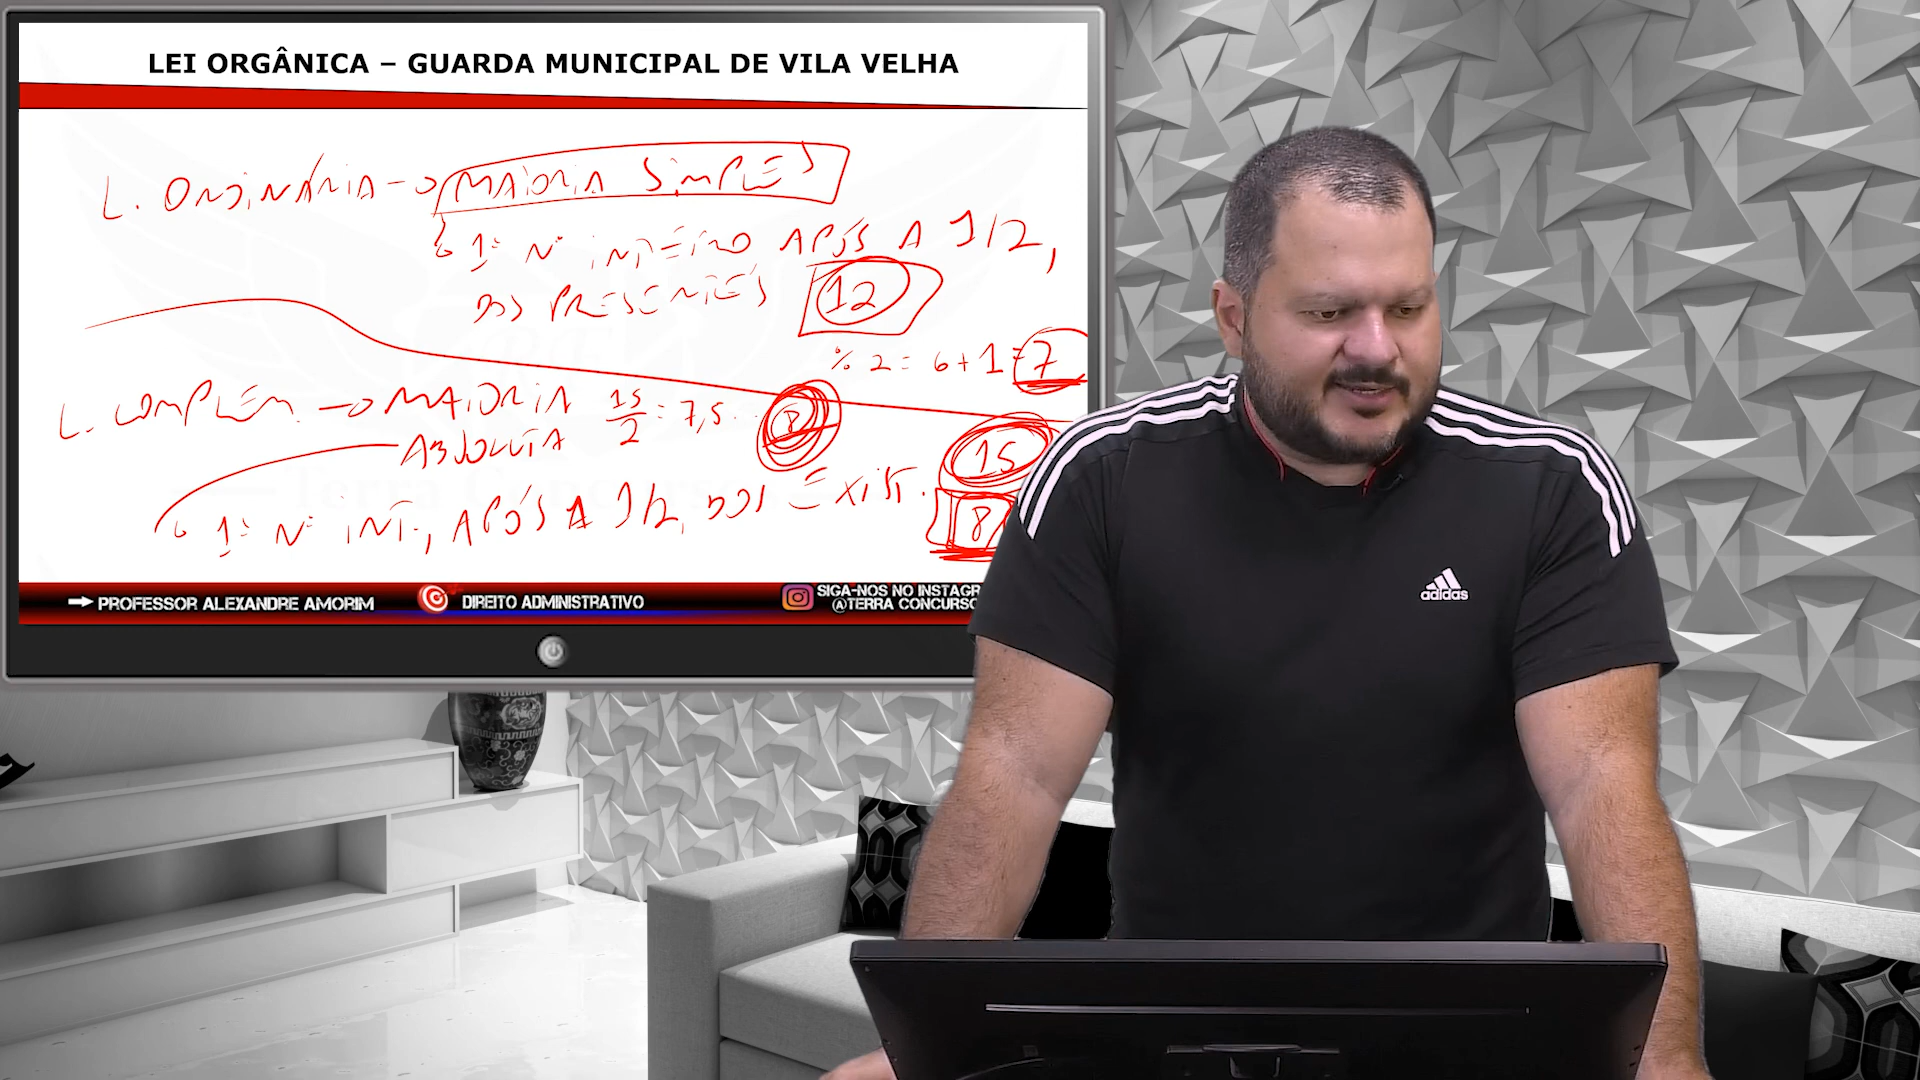 LEI ORGÂNICA – GUARDA MUNICIPAL DE VILA VELHA
L. ORDINÁRIA → MAIORIA SIMPLES
1º Nº INTEIRO APÓS A 1/2,
DOS PRESENTES 12
% 2 = 6 + 1 = 7
L. COMPLEM. → MAIORIA 15/2 = 7,5... 8
ABSOLUTA
15
1º Nº INT., APÓS A 1/2, DOS EXIST. 8
PROFESSOR ALEXANDRE AMORIM
DIREITO ADMINISTRATIVO
SIGA-NOS NO INSTAGR
@TERRA CONCURSO
adidas